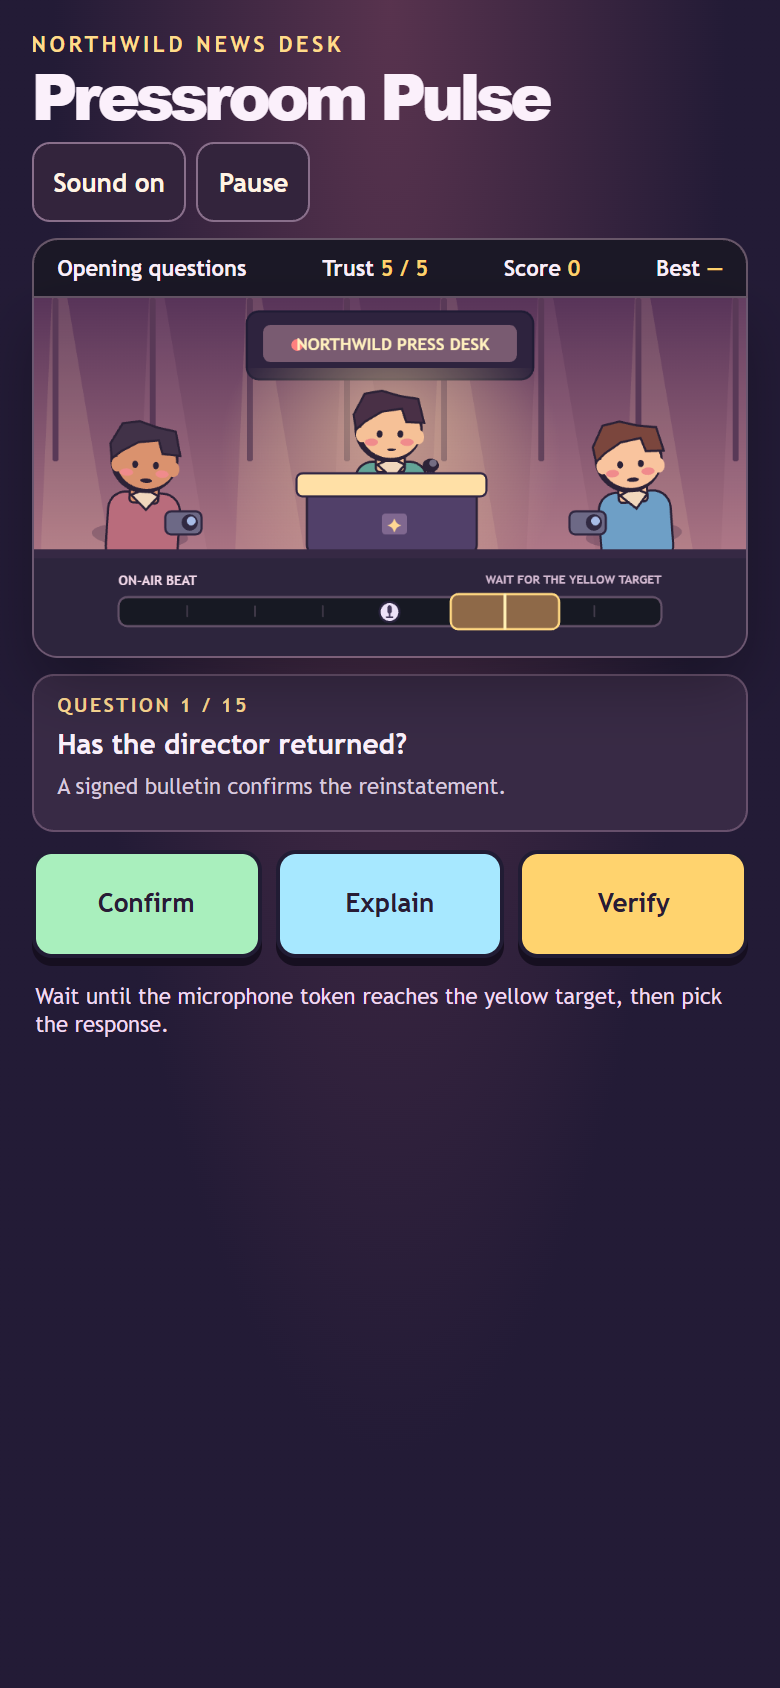 NORTHWILD NEWS DESK
Pressroom Pulse
Sound on
Pause
Opening questions
Trust 5 / 5
Score 0
Best —
NORTHWILD PRESS DESK
ON-AIR BEAT
WAIT FOR THE YELLOW TARGET
QUESTION 1 / 15
Has the director returned?
A signed bulletin confirms the reinstatement.
Confirm
Explain
Verify
Wait until the microphone token reaches the yellow target, then pick
the response.